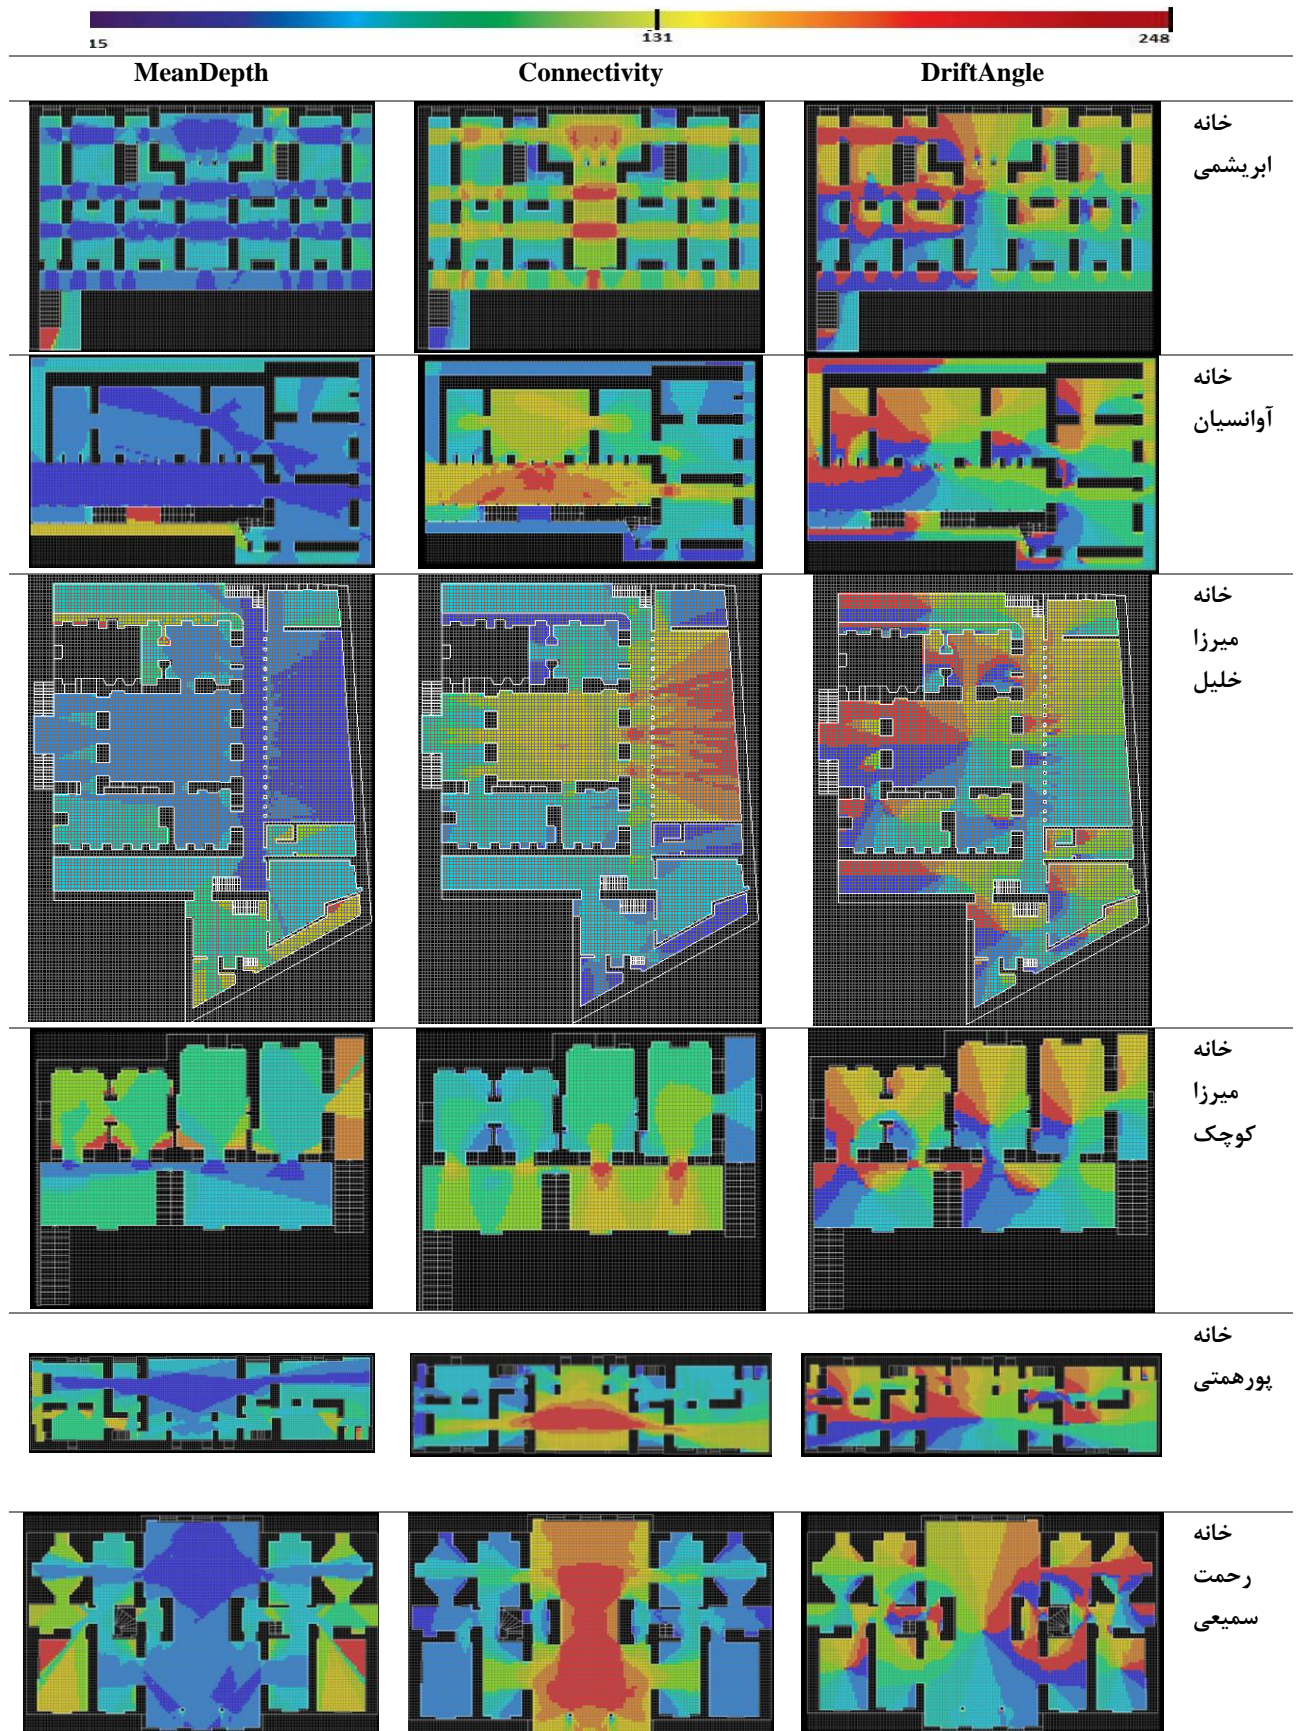 15 131 248
MeanDepth Connectivity DriftAngle
خانه
ابریشمی
خانه
آوانسیان
خانه
میرزا
خلیل
خانه
میرزا
کوچک
خانه
پورهمتی
خانه
رحمت
سمیعی